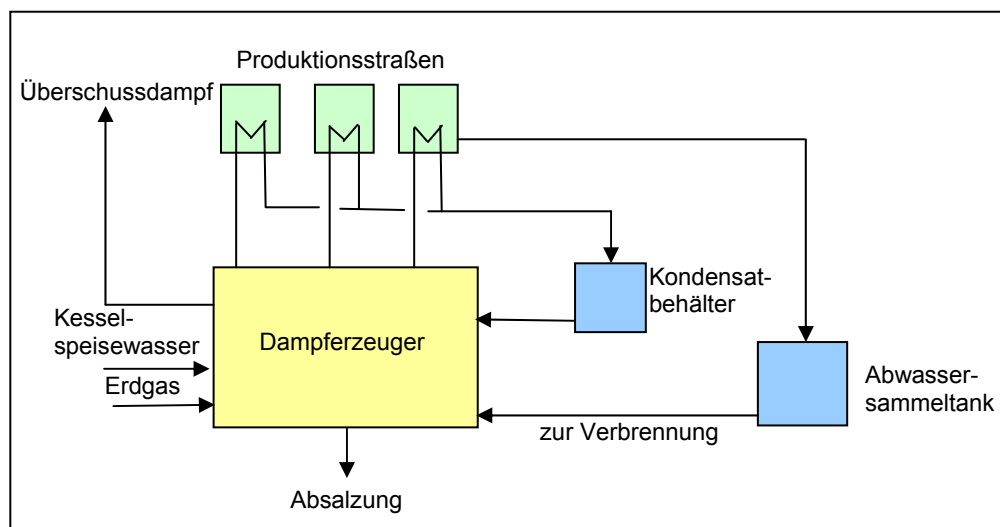 Produktionsstraßen
Überschussdampf
Kondensat-
behälter
Kessel-
speisewasser
Dampferzeuger
Erdgas
Abwasser-
sammeltank
zur Verbrennung
Absalzung